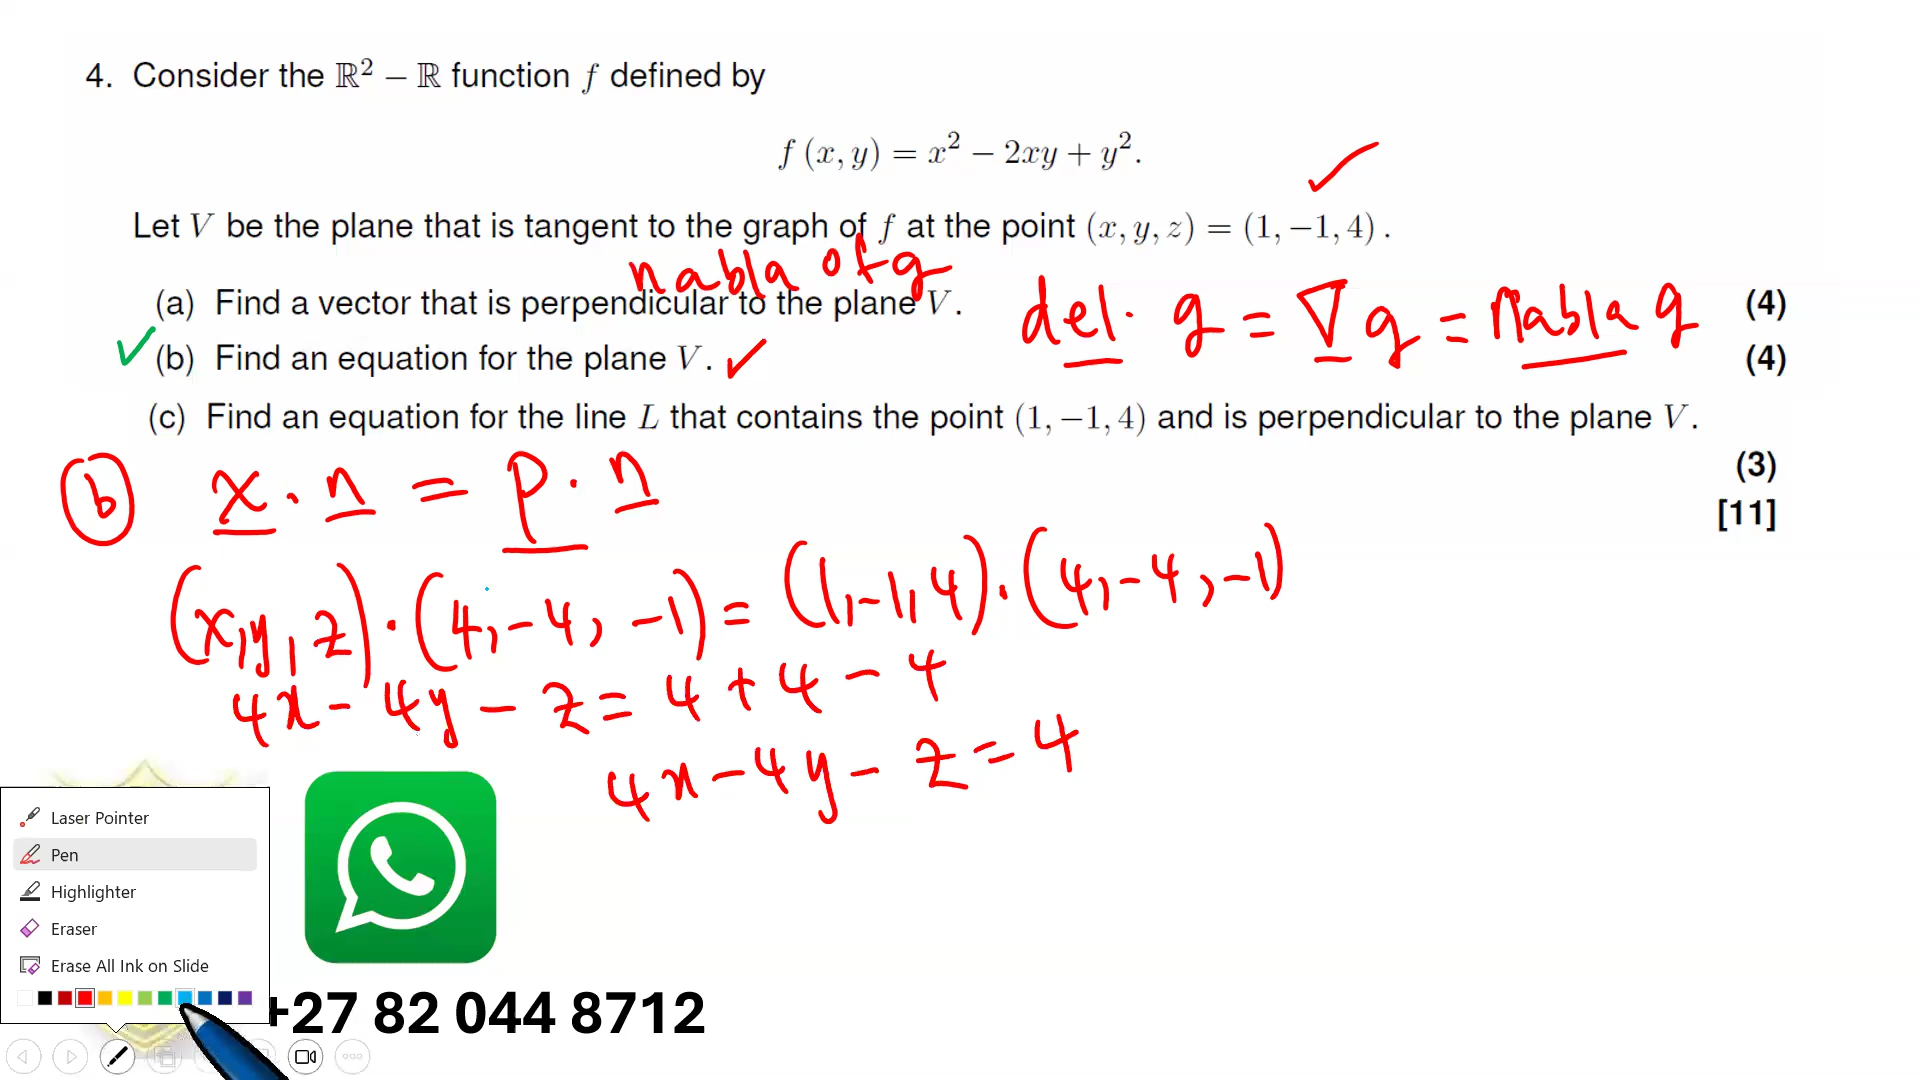 4. Consider the ℝ² − ℝ function f defined by
f (x, y) = x² − 2xy + y².
Let V be the plane that is tangent to the graph of f at the point (x, y, z) = (1, −1, 4).
nabla of g
(a) Find a vector that is perpendicular to the plane V. (4)
del. g = ∇g = nabla g
(b) Find an equation for the plane V. (4)
(c) Find an equation for the line L that contains the point (1, −1, 4) and is perpendicular to the plane V.
(3)
[11]
b x · n = p · n
(x, y, z) · (4, −4, −1) = (1, −1, 4) · (4, −4, −1)
4x − 4y − z = 4 + 4 − 4
4x − 4y − z = 4
Laser Pointer
Pen
Highlighter
Eraser
Erase All Ink on Slide
+27 82 044 8712